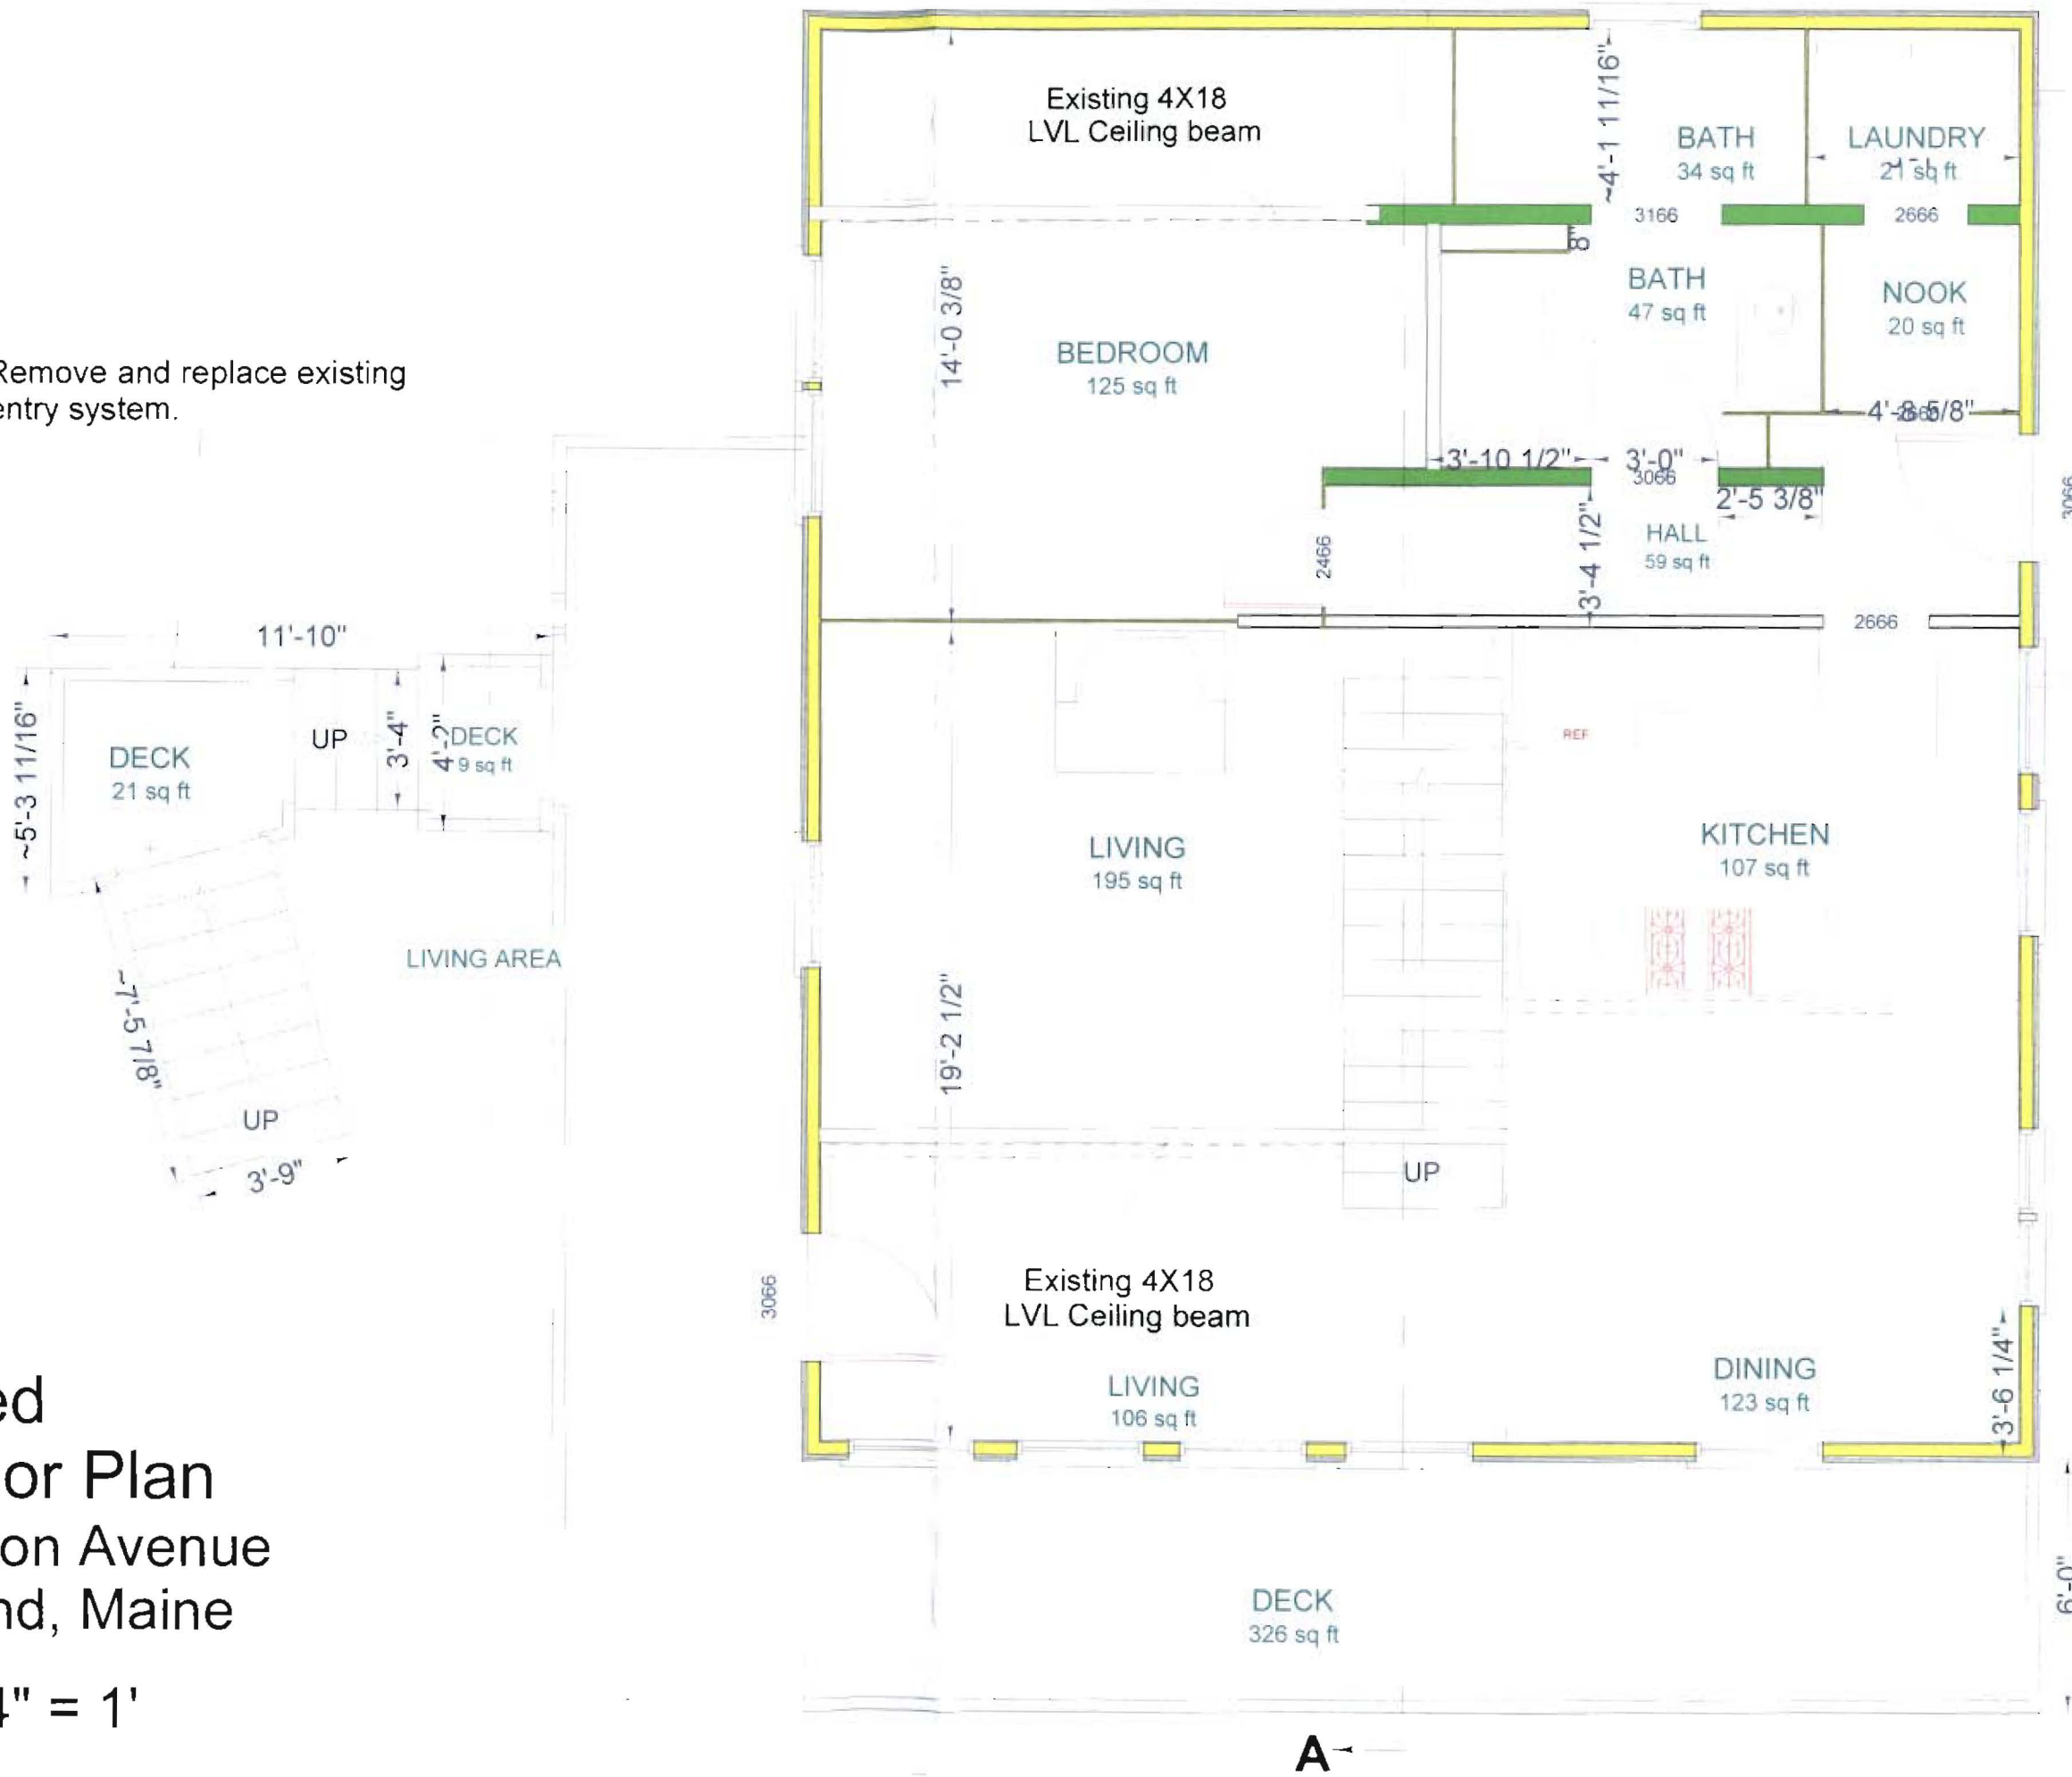 Existing 4X18
LVL Ceiling beam
~4'-1 11/16"
BATH
34 sq ft
LAUNDRY
21 sq ft
3166
2666
8"
BATH
47 sq ft
NOOK
20 sq ft
14'-0 3/8"
BEDROOM
125 sq ft
Remove and replace existing
entry system.
4'-8 5/8"
3'-10 1/2"
3'-0"
3066
2'-5 3/8"
3066
2466
3'-4 1/2"
HALL
59 sq ft
2666
11'-10"
~5'-3 11/16"
DECK
21 sq ft
UP
3'-4"
4'-2"
DECK
9 sq ft
REF
LIVING
195 sq ft
KITCHEN
107 sq ft
LIVING AREA
~7'-5 7/8"
19'-2 1/2"
UP
3'-9"
UP
3066
Existing 4X18
LVL Ceiling beam
LIVING
106 sq ft
DINING
123 sq ft
3'-6 1/4"
ed
or Plan
on Avenue
nd, Maine
4" = 1'
DECK
326 sq ft
6'-0"
A